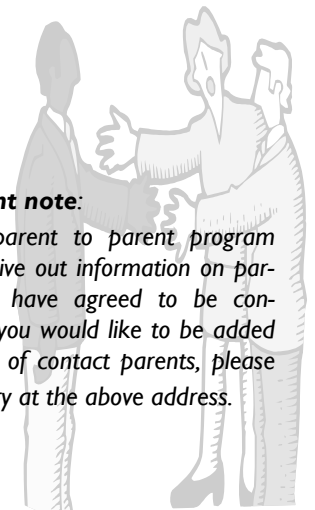 nt note:
parent to parent program
ive out information on par-
have agreed to be con-
you would like to be added
of contact parents, please
y at the above address.